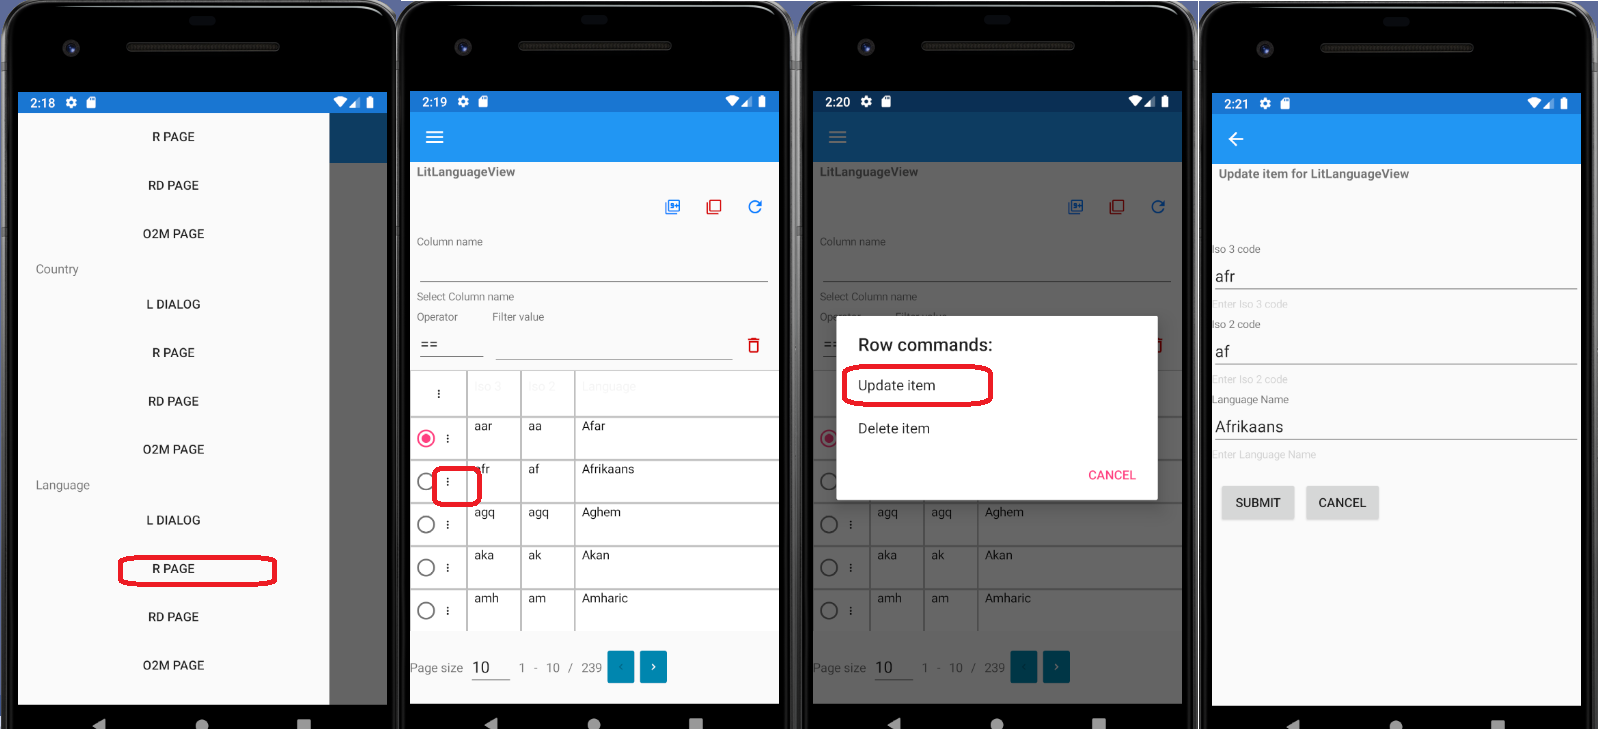 2:18
R PAGE
RD PAGE
O2M PAGE
Country
L DIALOG
R PAGE
RD PAGE
O2M PAGE
Language
L DIALOG
R PAGE
RD PAGE
O2M PAGE
2:19
LitLanguageView
9+
Column name
Select Column name
Operator Filter value
==
Iso 3 Iso 2 Language
aar aa Afar
afr af Afrikaans
agq agq Aghem
aka ak Akan
amh am Amharic
Page size 10 1 - 10 / 239 < >
2:20
LitLanguageView
9+
Column name
Select Column name
Operator Filter value
==
Row commands:
Update item
Delete item
CANCEL
agq agq Aghem
aka ak Akan
amh am Amharic
Page size 10 1 - 10 / 239 < >
2:21
Update item for LitLanguageView
Iso 3 code
afr
Enter Iso 3 code
Iso 2 code
af
Enter Iso 2 code
Language Name
Afrikaans
Enter Language Name
SUBMIT CANCEL